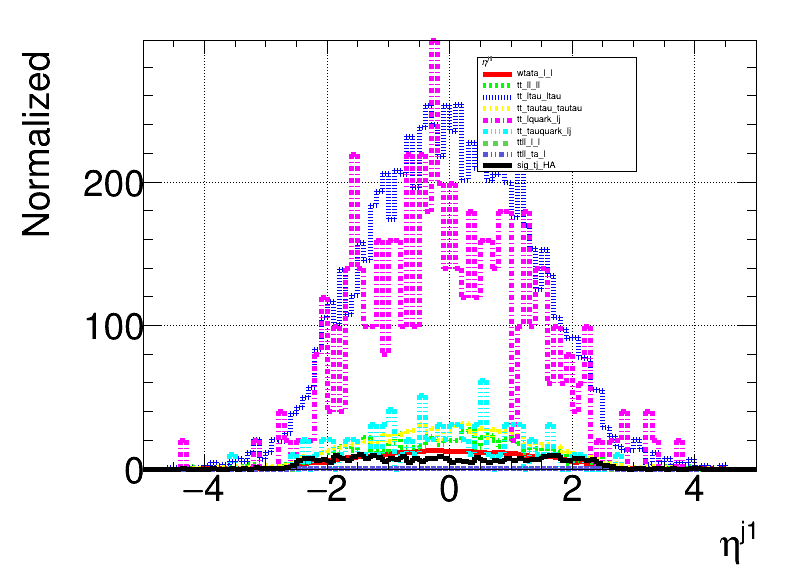 Normalized
200
100
0
−4
−2
0
2
4
η^j1
η^j1
wtata_l_l
tt_ll_ll
tt_ltau_ltau
tt_tautau_tautau
tt_lquark_lj
tt_tauquark_lj
ttll_l_l
ttll_ta_l
sig_tj_HA